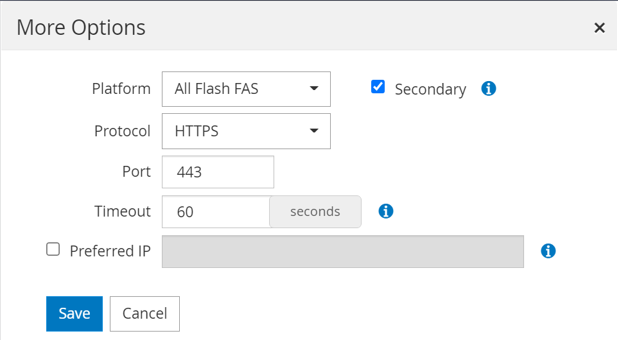 More Options ×
Platform All Flash FAS Secondary i
Protocol HTTPS
Port 443
Timeout 60 seconds i
Preferred IP i
Save Cancel